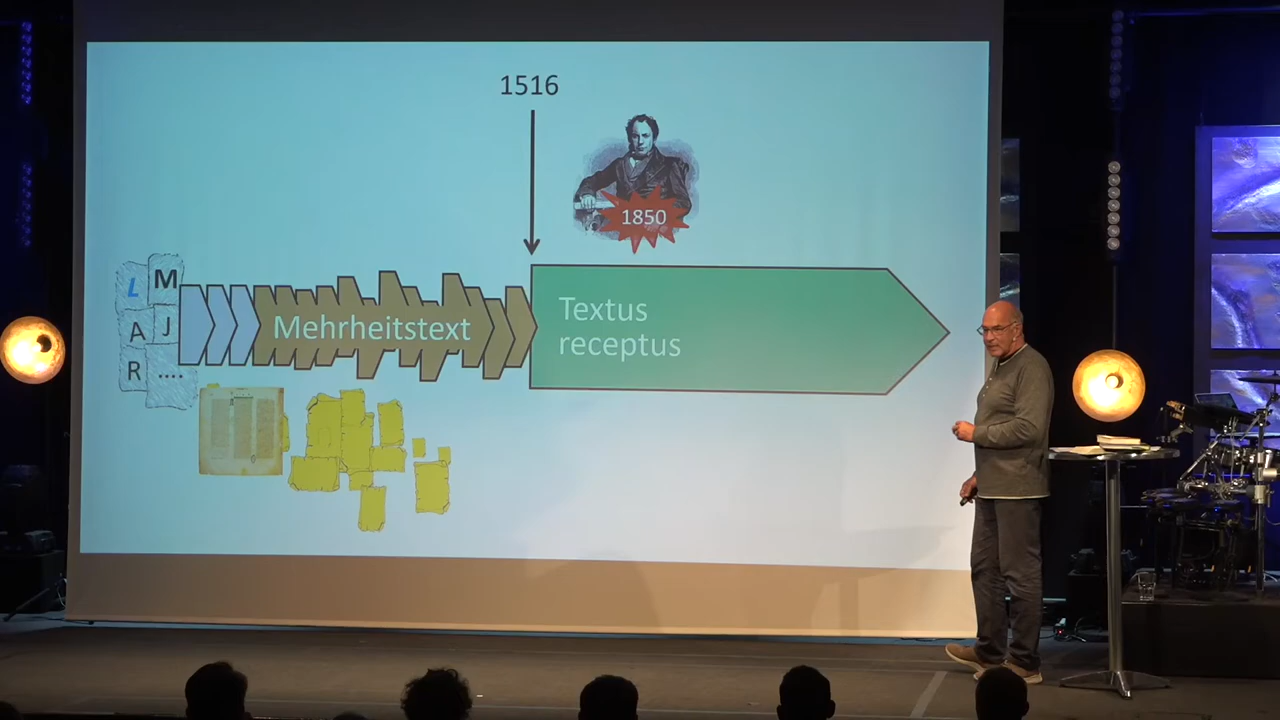 1516
1850
L
M
A
J
R
....
Mehrheitstext
Textus
receptus